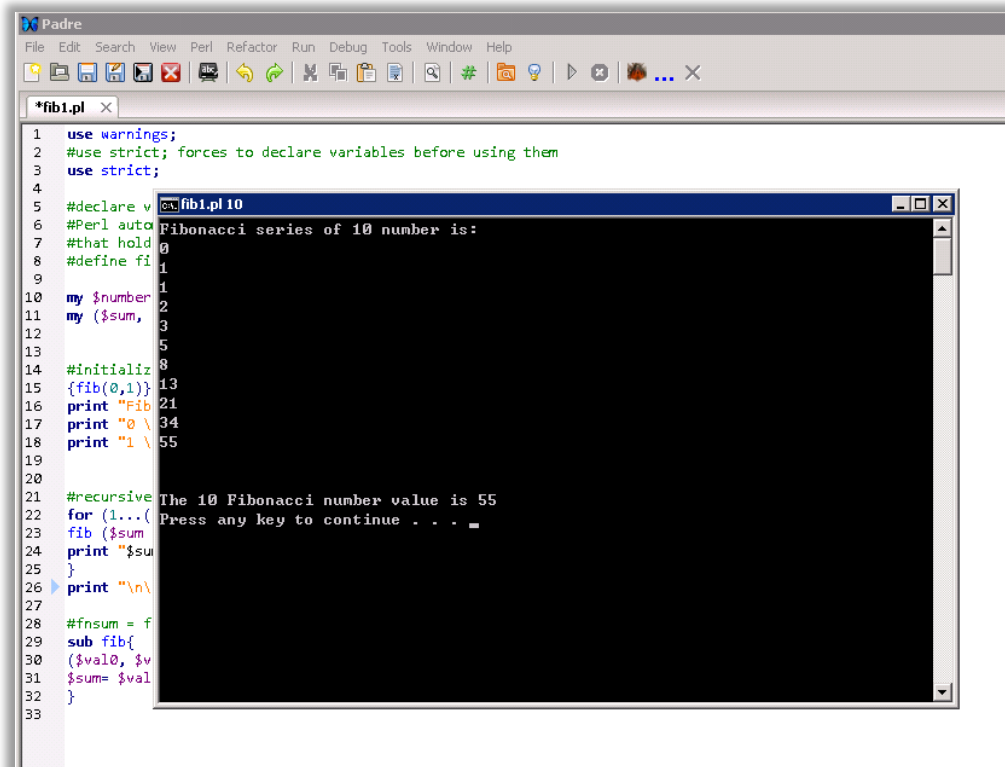 Padre
File Edit Search View Perl Refactor Run Debug Tools Window Help
*fib1.pl
1 use warnings;
2 #use strict; forces to declare variables before using them
3 use strict;
4
5 #declare v
6 #Perl auto
7 #that hold
8 #define fi
9
10 my $number
11 my ($sum,
12
13
14 #initializ
15 {fib(0,1)}
16 print "Fib
17 print "0 \
18 print "1 \
19
20
21 #recursive
22 for (1...(
23 fib ($sum
24 print "$su
25 }
26 print "\n\
27
28 #fnsum = f
29 sub fib{
30 ($val0, $v
31 $sum= $val
32 }
33
fib1.pl 10
Fibonacci series of 10 number is:
0
1
1
2
3
5
8
13
21
34
55
The 10 Fibonacci number value is 55
Press any key to continue . . .